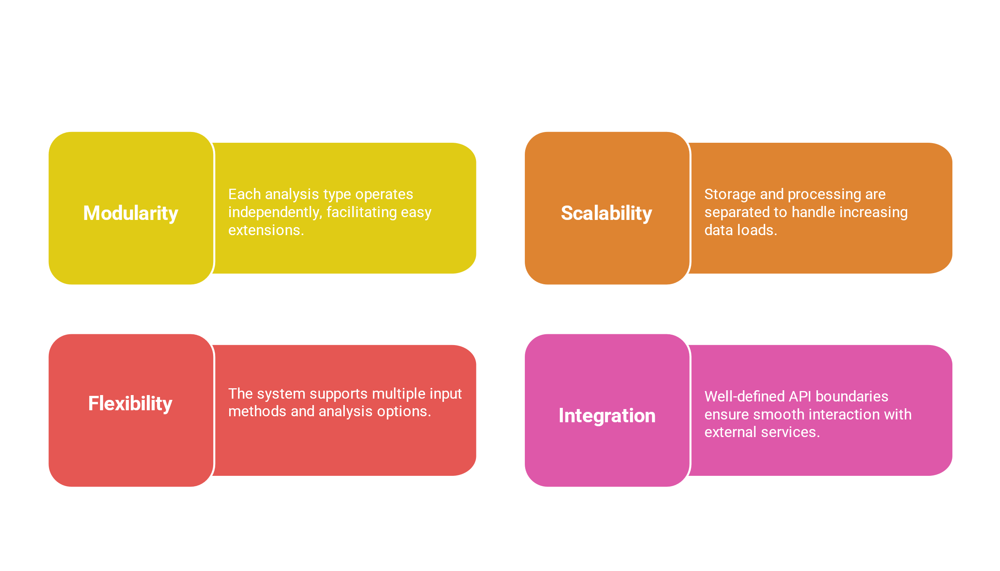 Modularity
Each analysis type operates
independently, facilitating easy
extensions.
Scalability
Storage and processing are
separated to handle increasing
data loads.
Flexibility
The system supports multiple input
methods and analysis options.
Integration
Well-defined API boundaries
ensure smooth interaction with
external services.